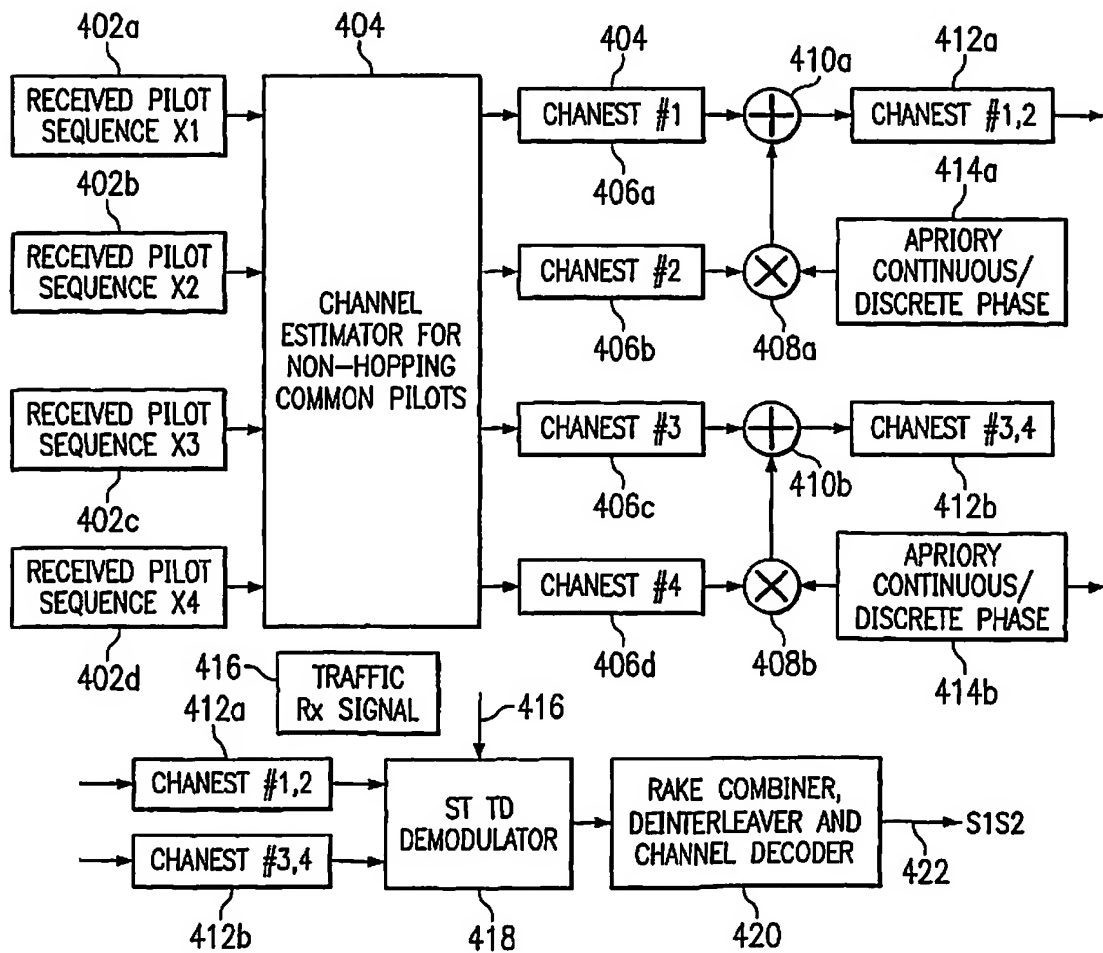 402a
404
404
410a
412a
RECEIVED PILOT
SEQUENCE X1
CHANEST #1
CHANEST #1,2
402b
406a
414a
RECEIVED PILOT
SEQUENCE X2
CHANNEL
ESTIMATOR FOR
NON-HOPPING
COMMON PILOTS
CHANEST #2
APRIORY
CONTINUOUS/
DISCRETE PHASE
406b
408a
RECEIVED PILOT
SEQUENCE X3
CHANEST #3
CHANEST #3,4
410b
402c
406c
412b
RECEIVED PILOT
SEQUENCE X4
CHANEST #4
APRIORY
CONTINUOUS/
DISCRETE PHASE
402d
406d
408b
414b
416
TRAFFIC
Rx SIGNAL
416
412a
CHANEST #1,2
CHANEST #3,4
412b
ST TD
DEMODULATOR
418
RAKE COMBINER,
DEINTERLEAVER AND
CHANNEL DECODER
420
S1S2
422